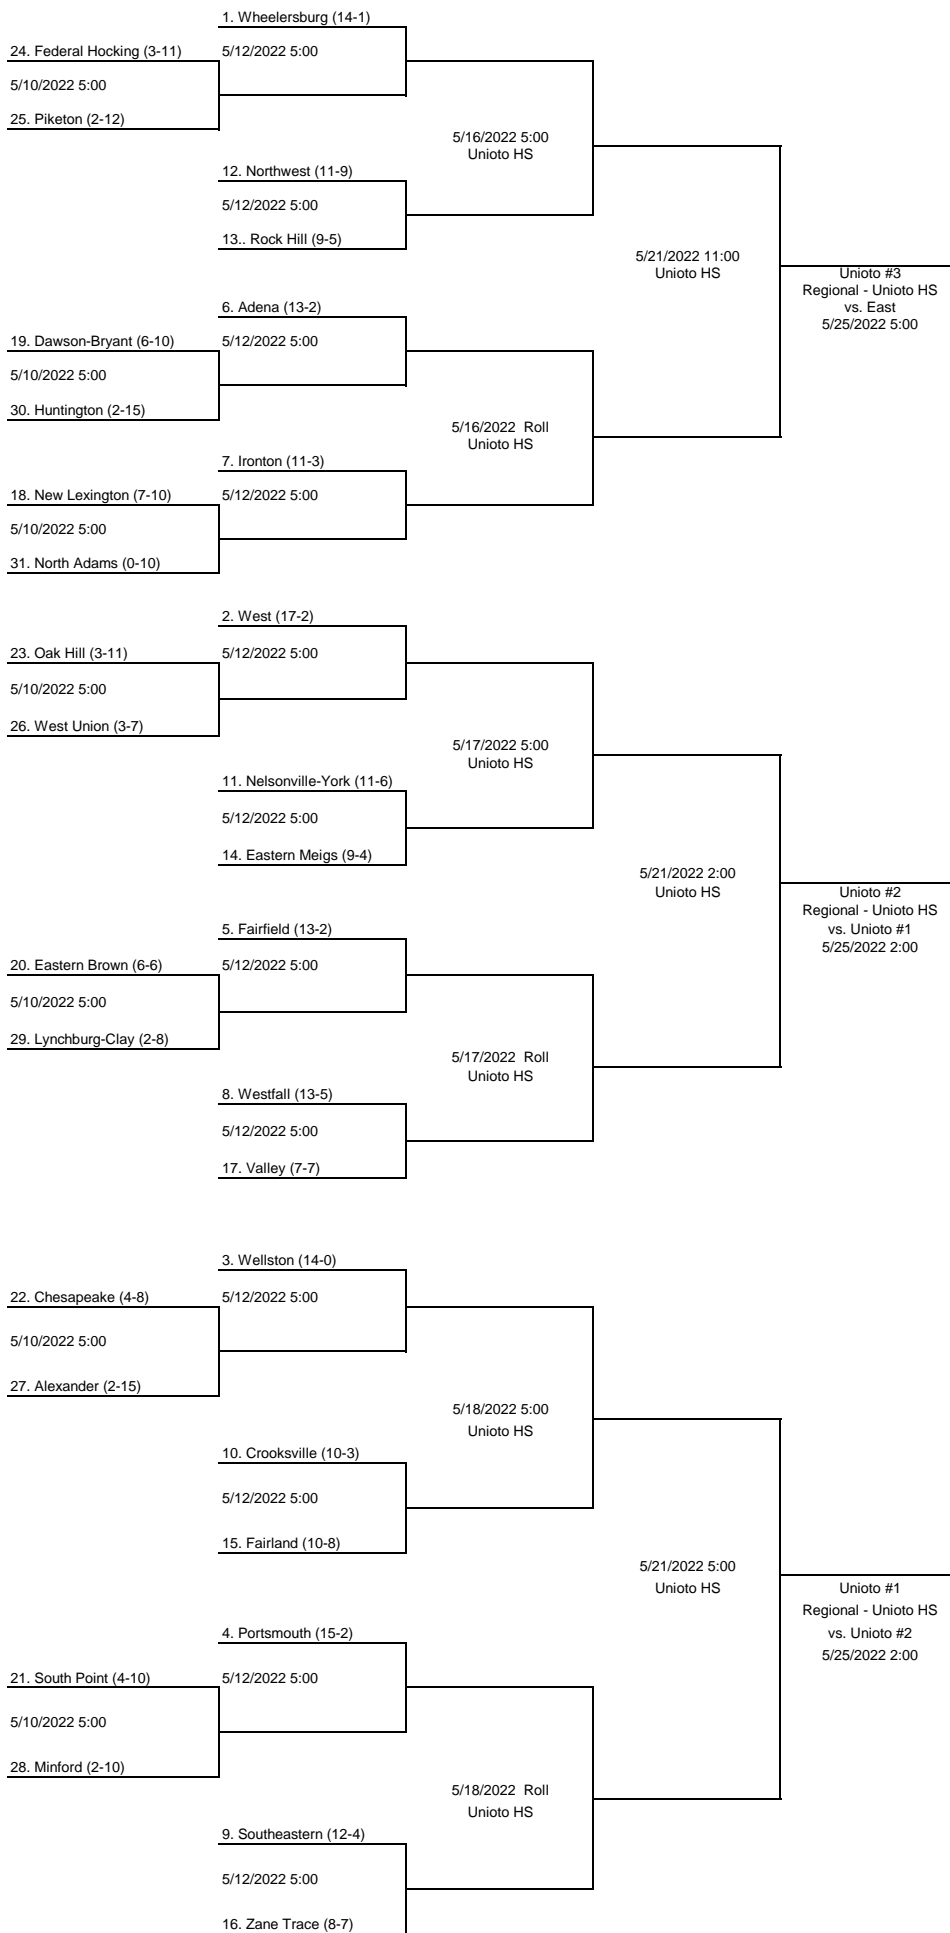 1. Wheelersburg (14-1)
24. Federal Hocking (3-11)
5/12/2022 5:00
5/10/2022 5:00
25. Piketon (2-12)
5/16/2022 5:00
Unioto HS
12. Northwest (11-9)
5/12/2022 5:00
13.. Rock Hill (9-5)
5/21/2022 11:00
Unioto HS
Unioto #3
Regional - Unioto HS
vs. East
5/25/2022 5:00
6. Adena (13-2)
19. Dawson-Bryant (6-10)
5/12/2022 5:00
5/10/2022 5:00
30. Huntington (2-15)
5/16/2022  Roll
Unioto HS
7. Ironton (11-3)
18. New Lexington (7-10)
5/12/2022 5:00
5/10/2022 5:00
31. North Adams (0-10)
2. West (17-2)
23. Oak Hill (3-11)
5/12/2022 5:00
5/10/2022 5:00
26. West Union (3-7)
5/17/2022 5:00
Unioto HS
11. Nelsonville-York (11-6)
5/12/2022 5:00
14. Eastern Meigs (9-4)
5/21/2022 2:00
Unioto HS
Unioto #2
Regional - Unioto HS
vs. Unioto #1
5/25/2022 2:00
5. Fairfield (13-2)
20. Eastern Brown (6-6)
5/12/2022 5:00
5/10/2022 5:00
29. Lynchburg-Clay (2-8)
5/17/2022  Roll
Unioto HS
8. Westfall (13-5)
5/12/2022 5:00
17. Valley (7-7)
3. Wellston (14-0)
22. Chesapeake (4-8)
5/12/2022 5:00
5/10/2022 5:00
27. Alexander (2-15)
5/18/2022 5:00
Unioto HS
10. Crooksville (10-3)
5/12/2022 5:00
15. Fairland (10-8)
5/21/2022 5:00
Unioto HS
Unioto #1
Regional - Unioto HS
vs. Unioto #2
5/25/2022 2:00
4. Portsmouth (15-2)
21. South Point (4-10)
5/12/2022 5:00
5/10/2022 5:00
28. Minford (2-10)
5/18/2022  Roll
Unioto HS
9. Southeastern (12-4)
5/12/2022 5:00
16. Zane Trace (8-7)